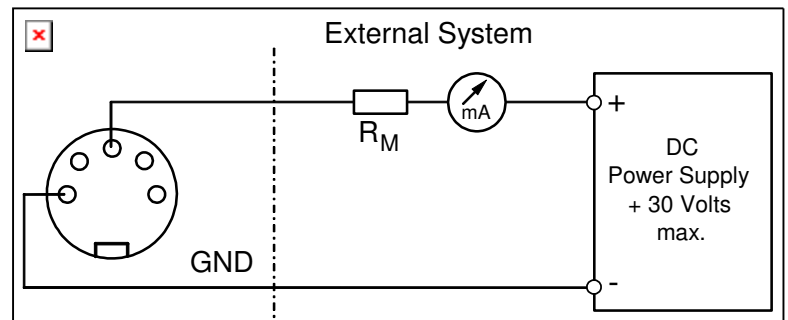 External System
mA
+
R_M
DC
Power Supply
+ 30 Volts
max.
GND
-